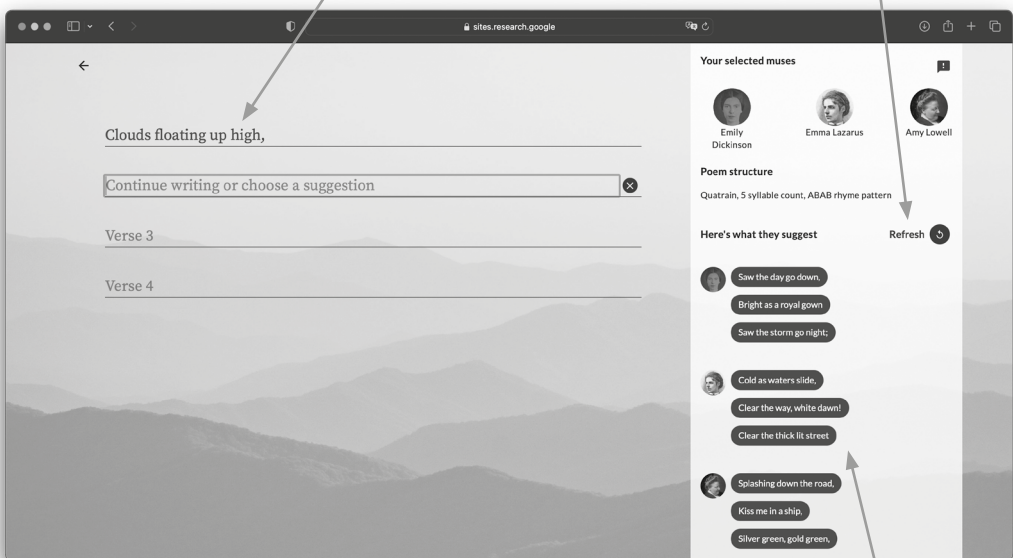 sites.research.google
Clouds floating up high,
Continue writing or choose a suggestion
Verse 3
Verse 4
Your selected muses
Emily
Dickinson
Emma Lazarus
Amy Lowell
Poem structure
Quatrain, 5 syllable count, ABAB rhyme pattern
Here's what they suggest
Refresh
Saw the day go down,
Bright as a royal gown
Saw the storm go night;
Cold as waters slide,
Clear the way, white dawn!
Clear the thick lit street
Splashing down the road,
Kiss me in a ship,
Silver green, gold green,